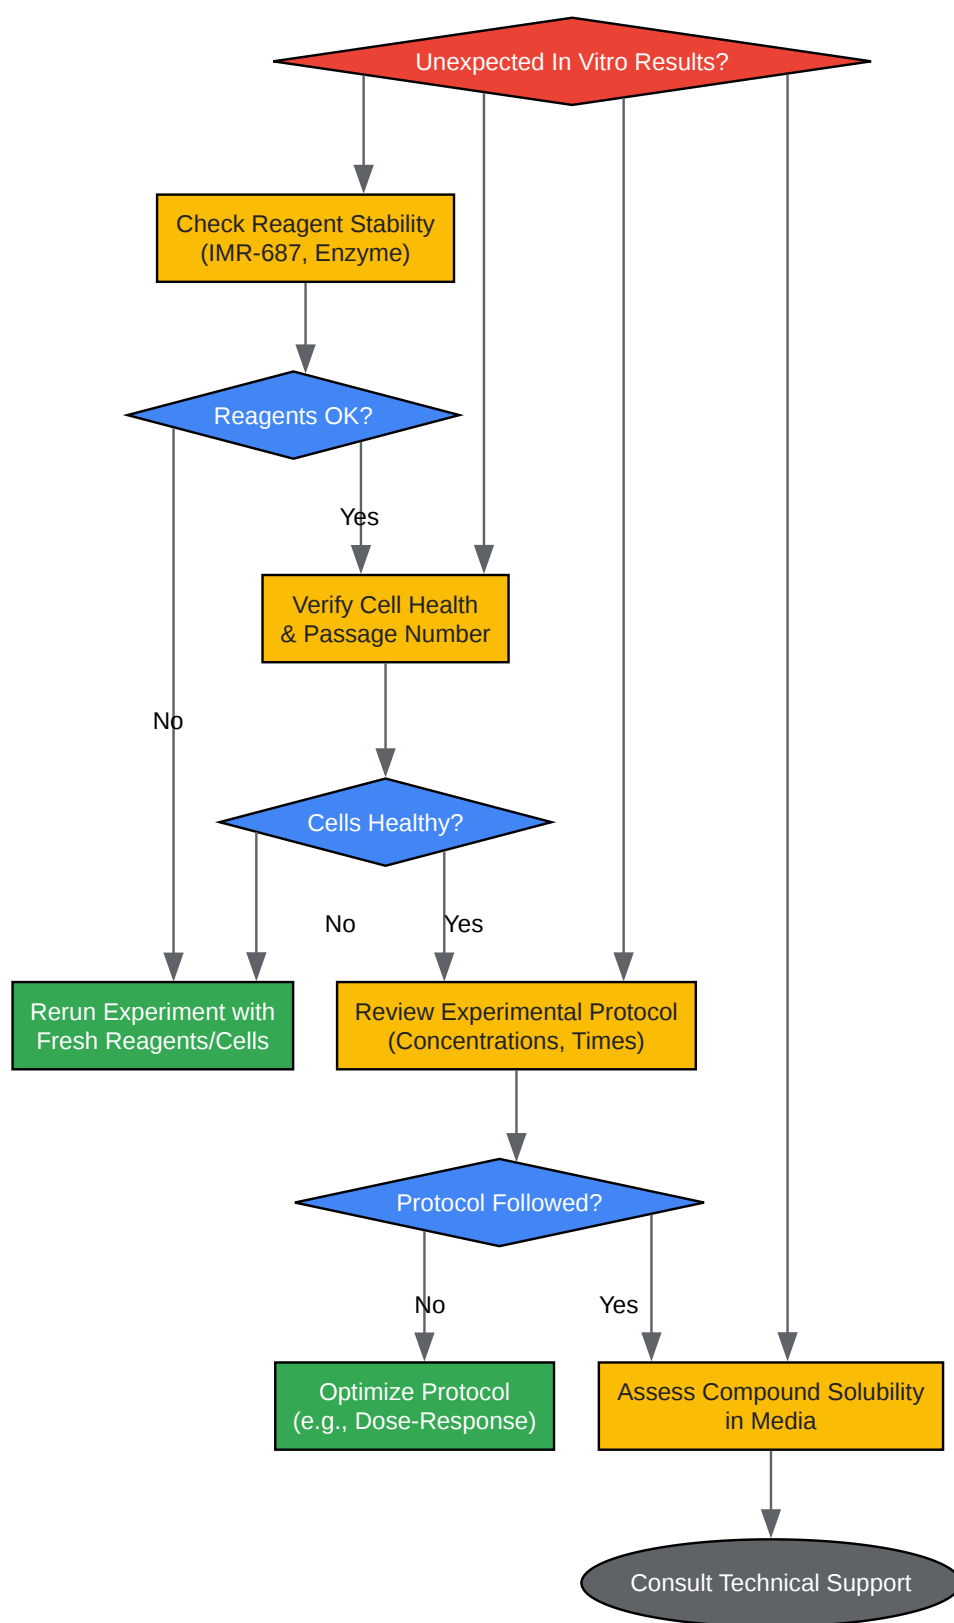 Unexpected In Vitro Results?
Check Reagent Stability
(IMR-687, Enzyme)
Reagents OK?
Yes
Verify Cell Health
& Passage Number
No
Cells Healthy?
No
Yes
Rerun Experiment with
Fresh Reagents/Cells
Review Experimental Protocol
(Concentrations, Times)
Protocol Followed?
No
Yes
Optimize Protocol
(e.g., Dose-Response)
Assess Compound Solubility
in Media
Consult Technical Support